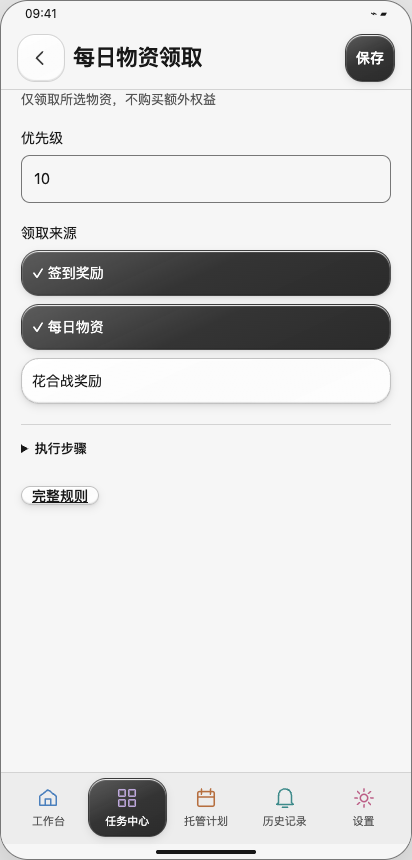 09:41
每日物资领取
保存
仅领取所选物资，不购买额外权益
优先级
10
领取来源
✓ 签到奖励
✓ 每日物资
花合战奖励
▶ 执行步骤
完整规则
工作台
任务中心
托管计划
历史记录
设置